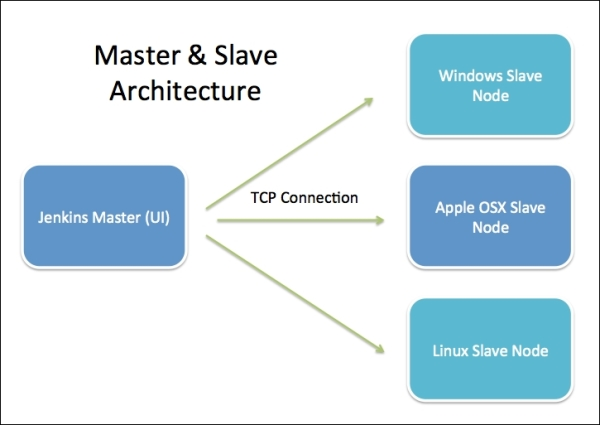 Master & Slave
Architecture
Windows Slave
Node
Jenkins Master (UI)
TCP Connection
Apple OSX Slave
Node
Linux Slave Node